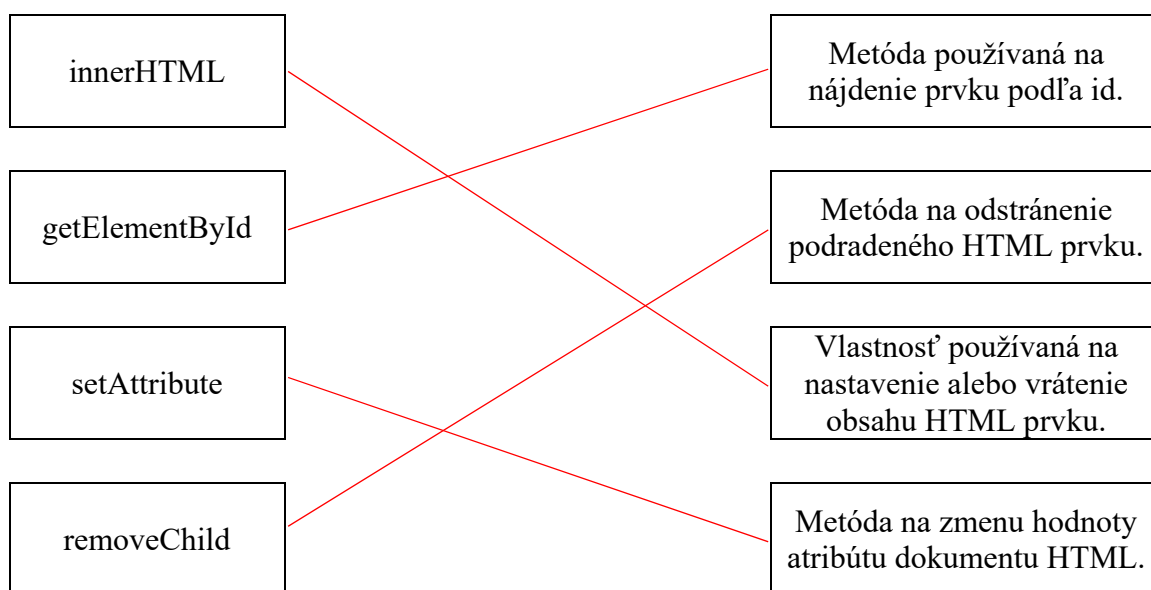 innerHTML
Metóda používaná na
nájdenie prvku podľa id.
getElementById
Metóda na odstránenie
podradeného HTML prvku.
setAttribute
Vlastnosť používaná na
nastavenie alebo vrátenie
obsahu HTML prvku.
removeChild
Metóda na zmenu hodnoty
atribútu dokumentu HTML.